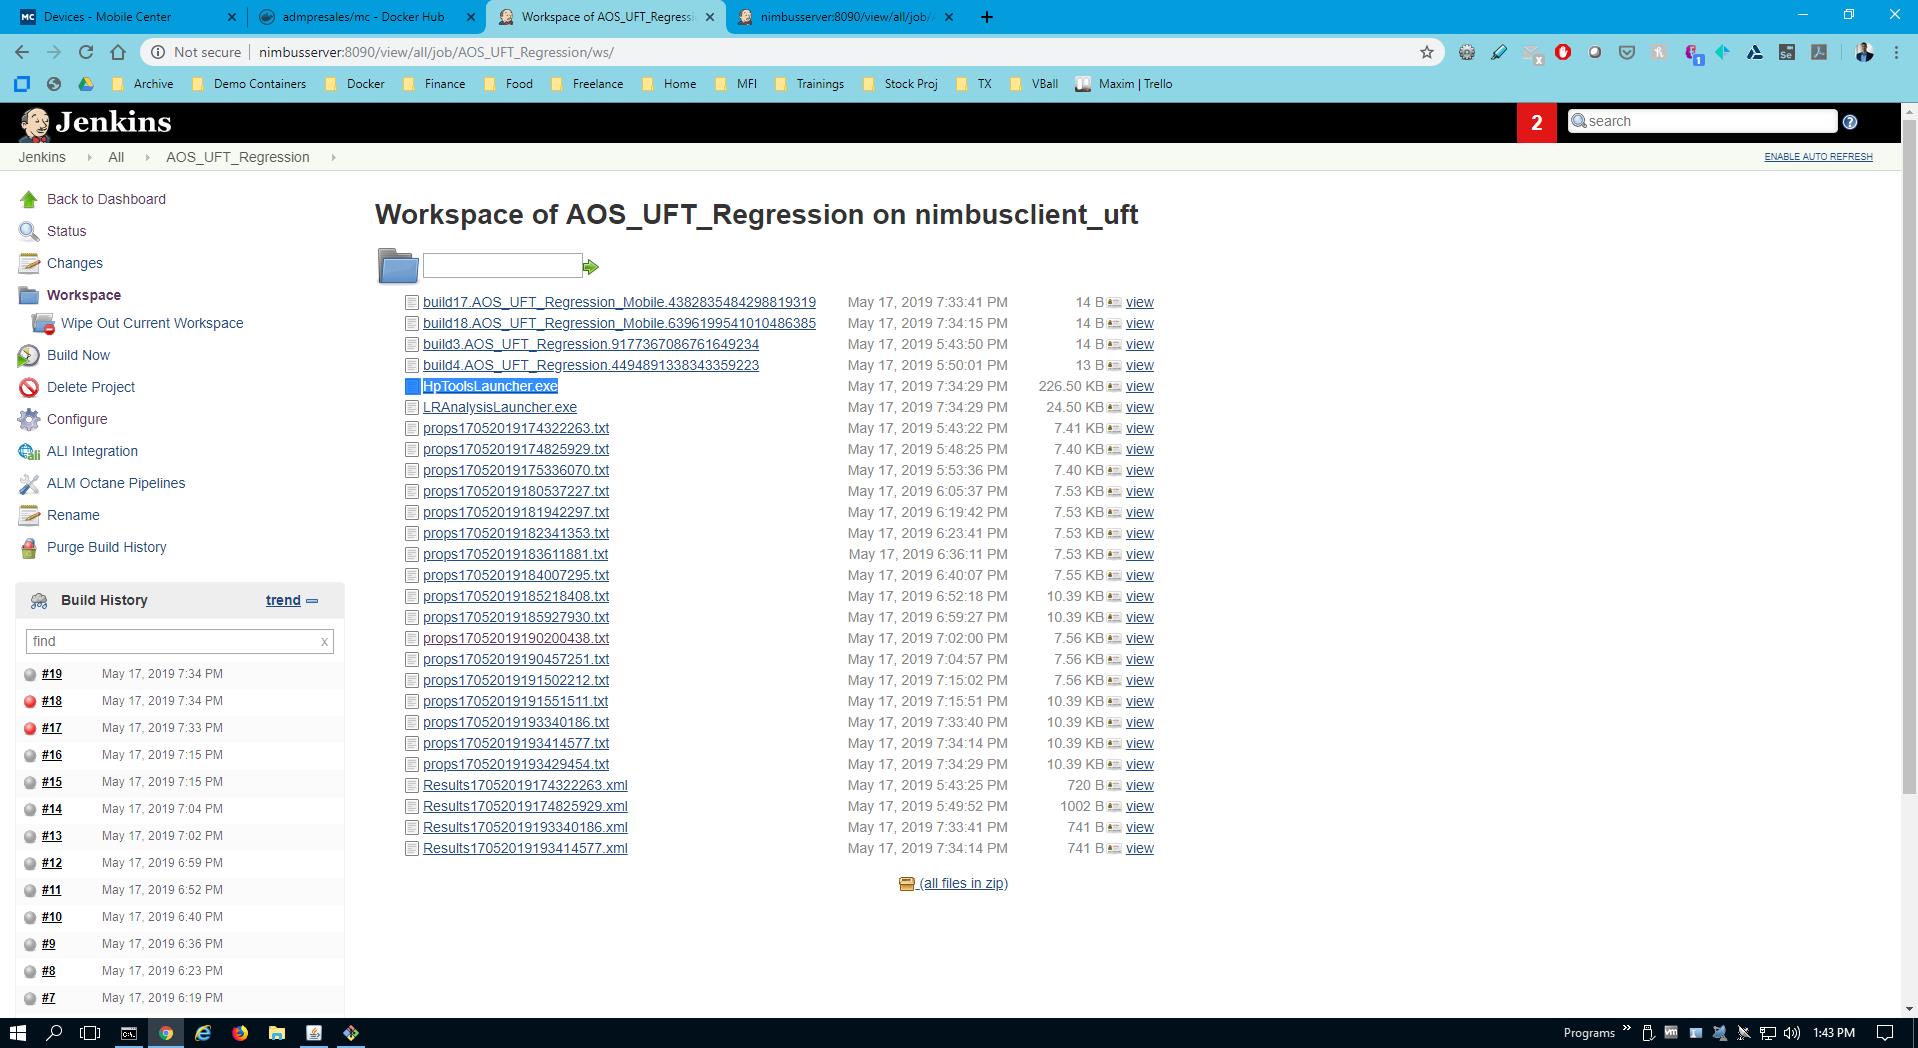 MC Devices - Mobile Center
admpresales/mc - Docker Hub
Workspace of AOS_UFT_Regressi
nimbusserver:8090/view/all/job/
Not secure nimbusserver:8090/view/all/job/AOS_UFT_Regression/ws/
Archive Demo Containers Docker Finance Food Freelance Home MFI Trainings Stock Proj TX VBall Maxim | Trello
Jenkins
2
search
Jenkins All AOS_UFT_Regression
ENABLE AUTO REFRESH
Back to Dashboard
Status
Changes
Workspace
Wipe Out Current Workspace
Build Now
Delete Project
Configure
ALI Integration
ALM Octane Pipelines
Rename
Purge Build History
Build History trend
find x
#19 May 17, 2019 7:34 PM
#18 May 17, 2019 7:34 PM
#17 May 17, 2019 7:33 PM
#16 May 17, 2019 7:15 PM
#15 May 17, 2019 7:15 PM
#14 May 17, 2019 7:04 PM
#13 May 17, 2019 7:02 PM
#12 May 17, 2019 6:59 PM
#11 May 17, 2019 6:52 PM
#10 May 17, 2019 6:40 PM
#9 May 17, 2019 6:36 PM
#8 May 17, 2019 6:23 PM
#7 May 17, 2019 6:19 PM
Workspace of AOS_UFT_Regression on nimbusclient_uft
build17.AOS_UFT_Regression_Mobile.4382835484298819319 May 17, 2019 7:33:41 PM 14 B view
build18.AOS_UFT_Regression_Mobile.6396199541010486385 May 17, 2019 7:34:15 PM 14 B view
build3.AOS_UFT_Regression.9177367086761649234 May 17, 2019 5:43:50 PM 14 B view
build4.AOS_UFT_Regression.4494891338343359223 May 17, 2019 5:50:01 PM 13 B view
HpToolsLauncher.exe May 17, 2019 7:34:29 PM 226.50 KB view
LRAnalysisLauncher.exe May 17, 2019 7:34:29 PM 24.50 KB view
props17052019174322263.txt May 17, 2019 5:43:22 PM 7.41 KB view
props17052019174825929.txt May 17, 2019 5:48:25 PM 7.40 KB view
props17052019175336070.txt May 17, 2019 5:53:36 PM 7.40 KB view
props17052019180537227.txt May 17, 2019 6:05:37 PM 7.53 KB view
props17052019181942297.txt May 17, 2019 6:19:42 PM 7.53 KB view
props17052019182341353.txt May 17, 2019 6:23:41 PM 7.53 KB view
props17052019183611881.txt May 17, 2019 6:36:11 PM 7.53 KB view
props17052019184007295.txt May 17, 2019 6:40:07 PM 7.55 KB view
props17052019185218408.txt May 17, 2019 6:52:18 PM 10.39 KB view
props17052019185927930.txt May 17, 2019 6:59:27 PM 10.39 KB view
props17052019190200438.txt May 17, 2019 7:02:00 PM 7.56 KB view
props17052019190457251.txt May 17, 2019 7:04:57 PM 7.56 KB view
props17052019191502212.txt May 17, 2019 7:15:02 PM 7.56 KB view
props17052019191551511.txt May 17, 2019 7:15:51 PM 10.39 KB view
props17052019193340186.txt May 17, 2019 7:33:40 PM 10.39 KB view
props17052019193414577.txt May 17, 2019 7:34:14 PM 10.39 KB view
props17052019193429454.txt May 17, 2019 7:34:29 PM 10.39 KB view
Results17052019174322263.xml May 17, 2019 5:43:25 PM 720 B view
Results17052019174825929.xml May 17, 2019 5:49:52 PM 1002 B view
Results17052019193340186.xml May 17, 2019 7:33:41 PM 741 B view
Results17052019193414577.xml May 17, 2019 7:34:14 PM 741 B view
(all files in zip)
Programs 1:43 PM